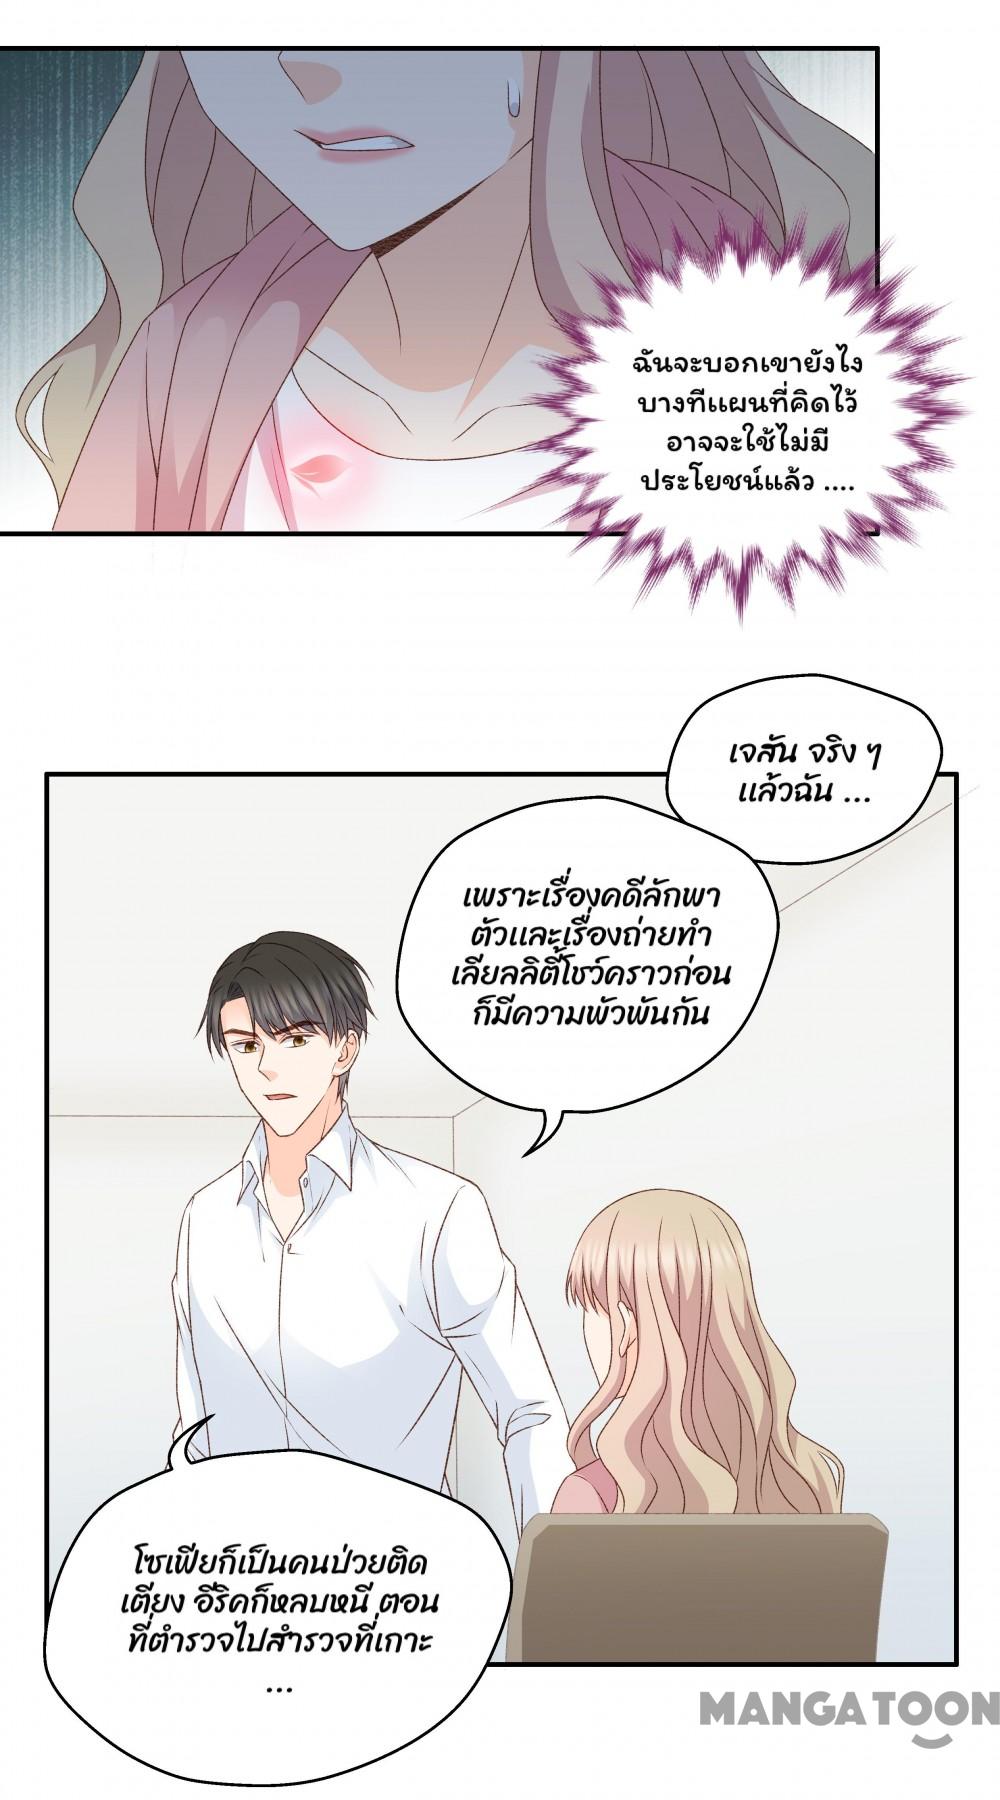 ฉันจะบอกเขายังไง
บางทีแผนที่คิดไว้
อาจจะใช้ไม่มี
ประโยชน์แล้ว ....
เจสัน จริง ๆ
แล้วฉัน ...
เพราะเรื่องคดีลักพา
ตัวและเรื่องถ่ายทำ
เลียลลิตี้โชว์คราวก่อน
ก็มีความพัวพันกัน
โซเฟียก็เป็นคนป่วยติด
เตียง อีริคก็หลบหนี ตอน
ที่ตำรวจไปสำรวจที่เกาะ
...
MANGATOON